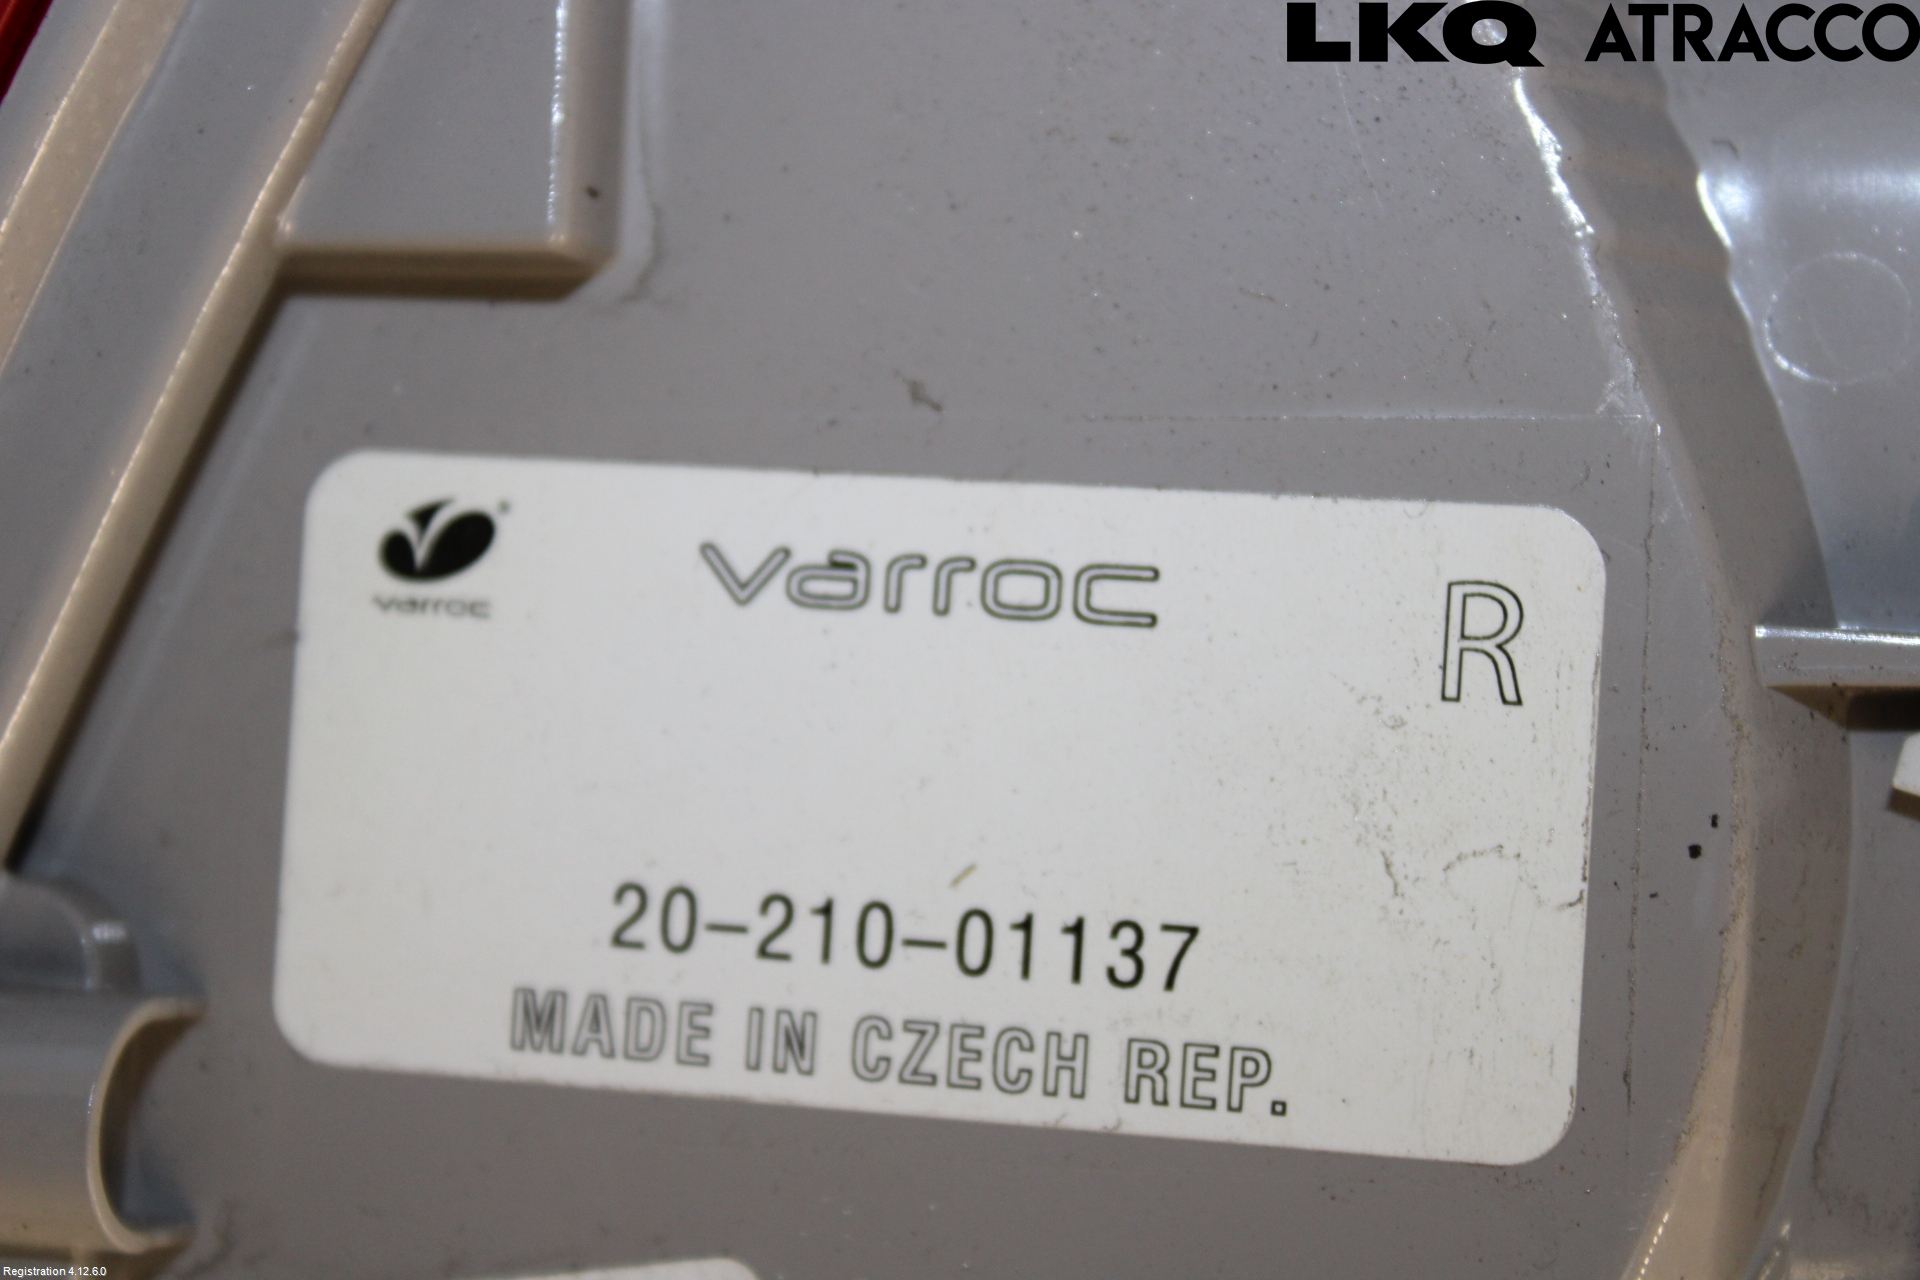 LKQ ATRACCO
varroc
varroc
R
20-210-01137
MADE IN CZECH REP.
Registration 4.12.6.0